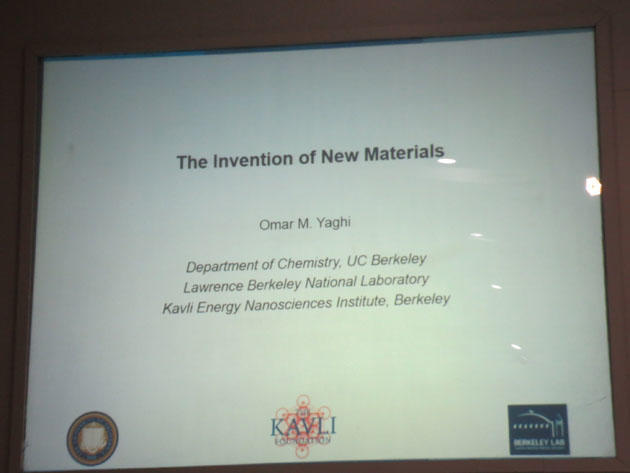 The Invention of New Materials
Omar M. Yaghi
Department of Chemistry, UC Berkeley
Lawrence Berkeley National Laboratory
Kavli Energy Nanosciences Institute, Berkeley
THE
KAVLI
FOUNDATION
BERKELEY LAB